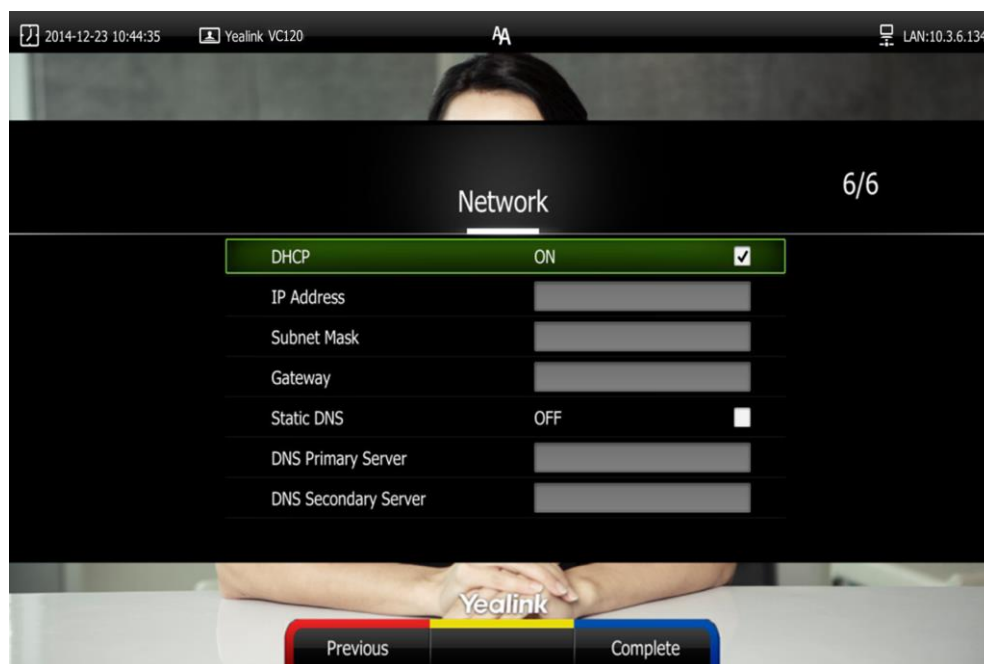 2014-12-23 10:44:35 Yealink VC120 AA LAN:10.3.6.134
Network
6/6
DHCP ON
IP Address
Subnet Mask
Gateway
Static DNS OFF
DNS Primary Server
DNS Secondary Server
Yealink
Previous Complete